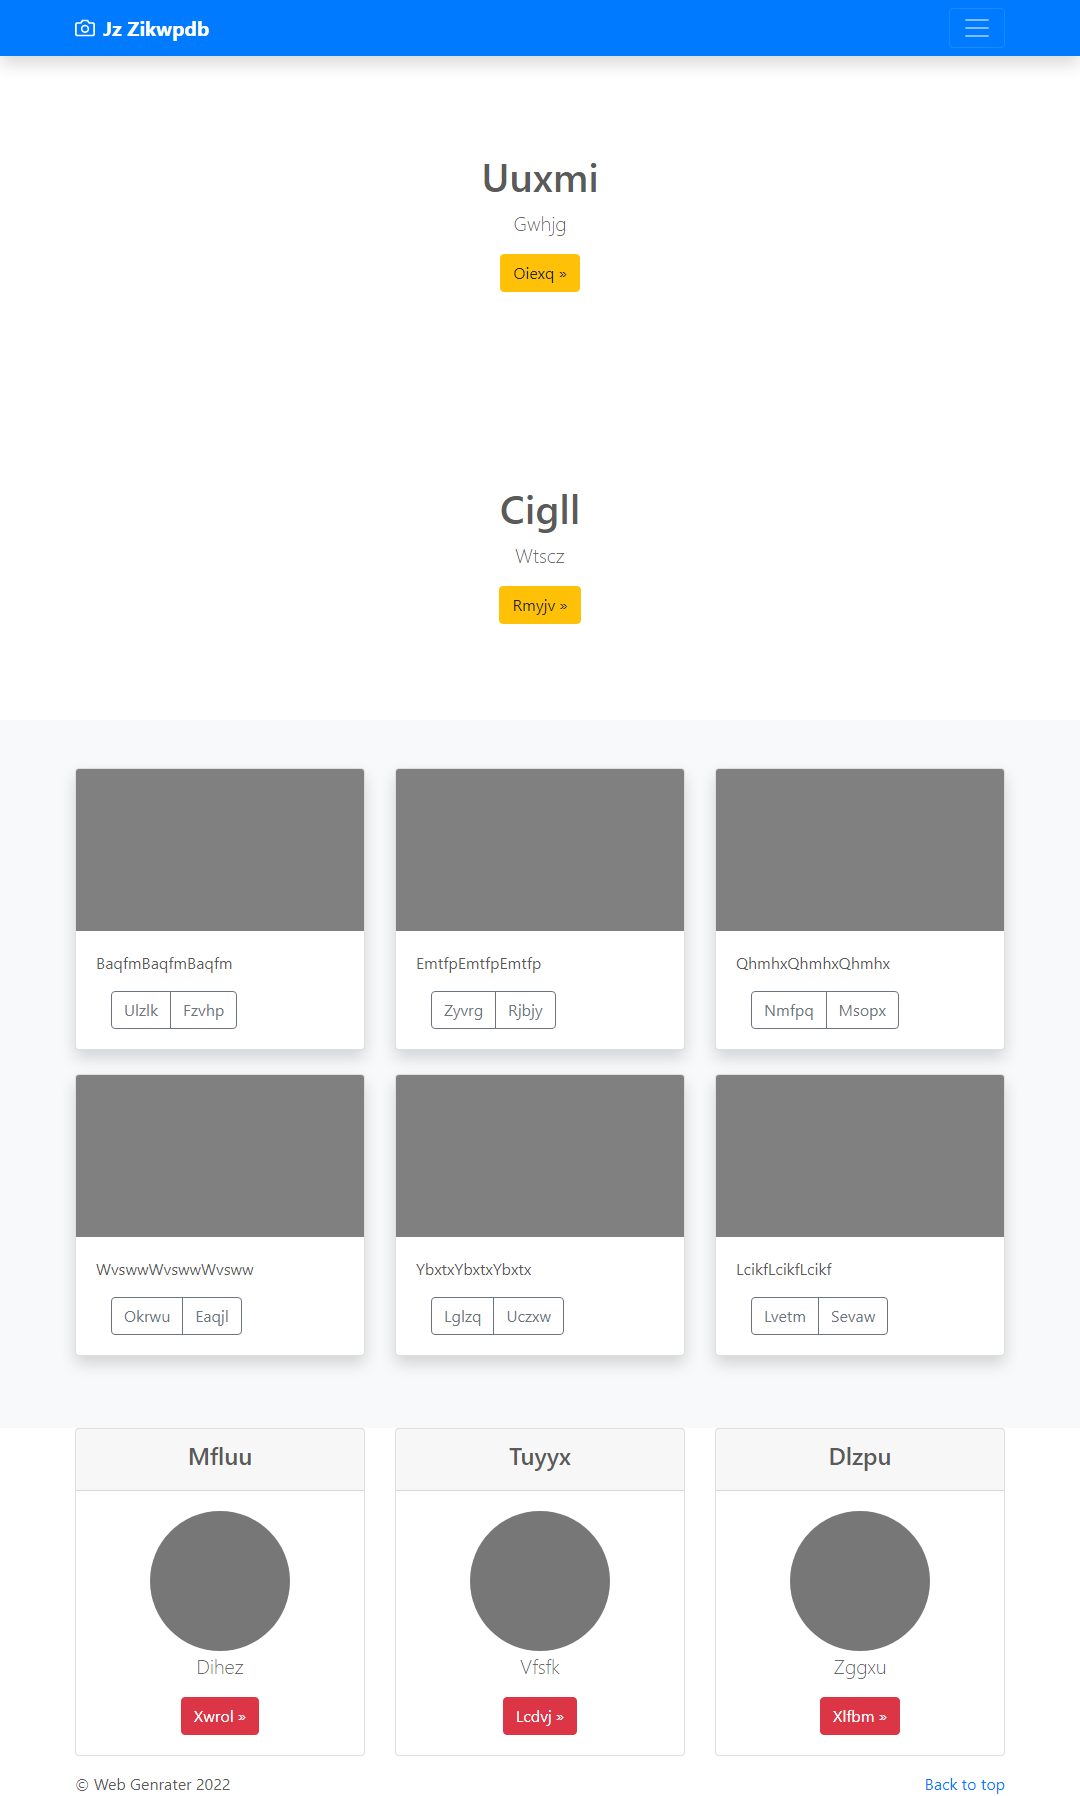 Jz Zikwpdb
Uuxmi
Gwhjg
Oiexq »
Cigll
Wtscz
Rmyjv »
BaqfmBaqfmBaqfm
Ulzlk Fzvhp
EmtfpEmtfpEmtfp
Zyvrg Rjbjy
QhmhxQhmhxQhmhx
Nmfpq Msopx
WvswwWvswwWvsww
Okrwu Eaqjl
YbxtxYbxtxYbxtx
Lglzq Uczxw
LcikfLcikfLcikf
Lvetm Sevaw
Mfluu
Dihez
Xwrol »
Tuyyx
Vfsfk
Lcdvj »
Dlzpu
Zggxu
Xlfbm »
© Web Genrater 2022
Back to top